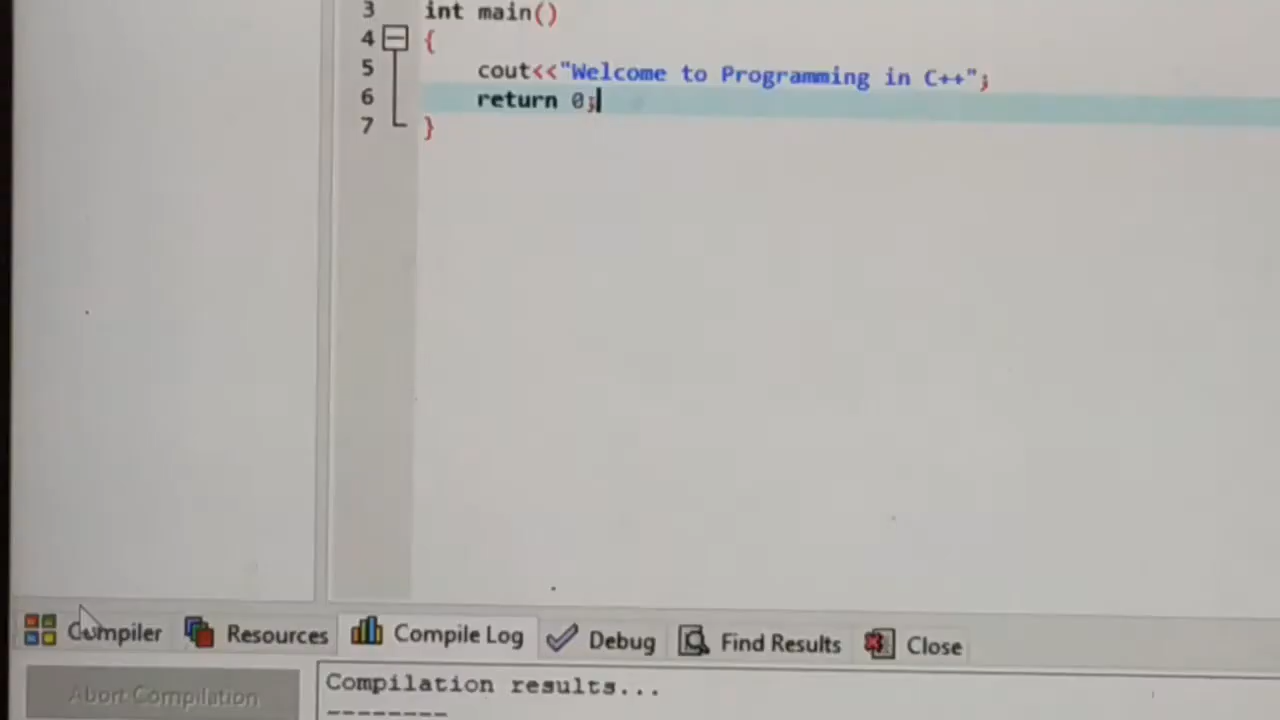 3 int main()
4 {
5 cout<<"Welcome to Programming in C++";
6 return 0;
7 }
Compiler Resources Compile Log Debug Find Results Close
Abort Compilation
Compilation results...
--------